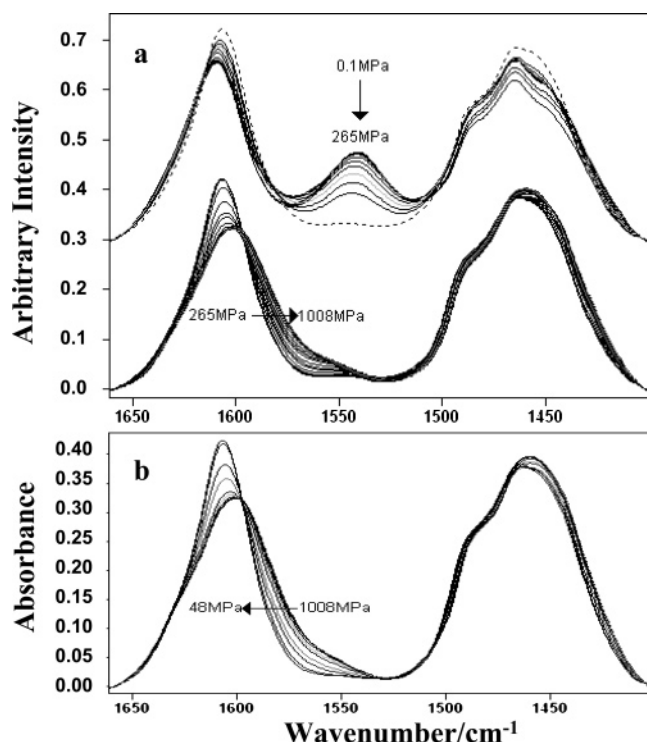 a
0.7
0.6
0.5
0.4
0.3
0.2
0.1
0.0
Arbitrary Intensity
0.1MPa
265MPa
265MPa 1008MPa
1650 1600 1550 1500 1450
b
0.40
0.35
0.30
0.25
0.20
0.15
0.10
0.05
0.00
Absorbance
48MPa 1008MPa
1650 1600 1550 1500 1450
Wavenumber/cm⁻¹